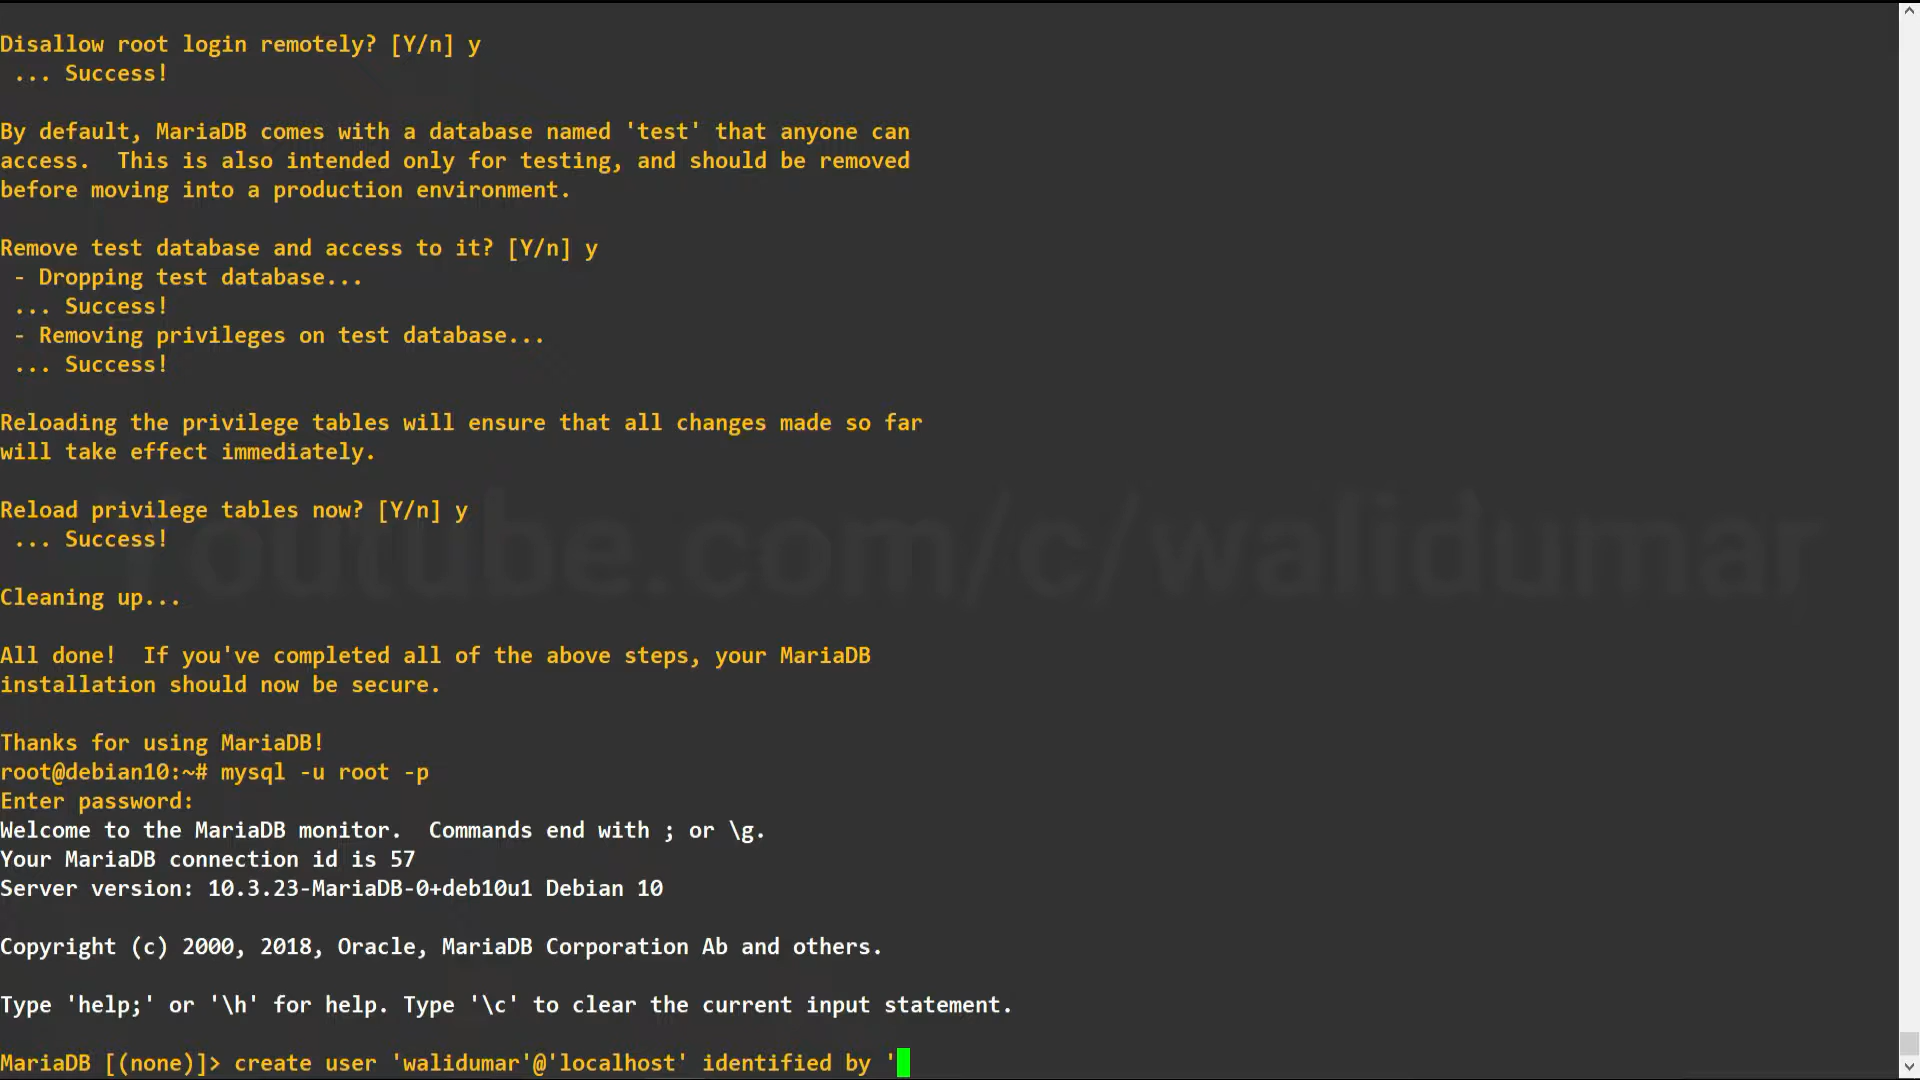 Disallow root login remotely? [Y/n] y
 ... Success!
By default, MariaDB comes with a database named 'test' that anyone can
access.  This is also intended only for testing, and should be removed
before moving into a production environment.
Remove test database and access to it? [Y/n] y
 - Dropping test database...
 ... Success!
 - Removing privileges on test database...
 ... Success!
Reloading the privilege tables will ensure that all changes made so far
will take effect immediately.
Reload privilege tables now? [Y/n] y
 ... Success!
Youtube.com/c/walidumar
Cleaning up...
All done!  If you've completed all of the above steps, your MariaDB
installation should now be secure.
Thanks for using MariaDB!
root@debian10:~# mysql -u root -p
Enter password:
Welcome to the MariaDB monitor.  Commands end with ; or \g.
Your MariaDB connection id is 57
Server version: 10.3.23-MariaDB-0+deb10u1 Debian 10
Copyright (c) 2000, 2018, Oracle, MariaDB Corporation Ab and others.
Type 'help;' or '\h' for help. Type '\c' to clear the current input statement.
MariaDB [(none)]> create user 'walidumar'@'localhost' identified by '